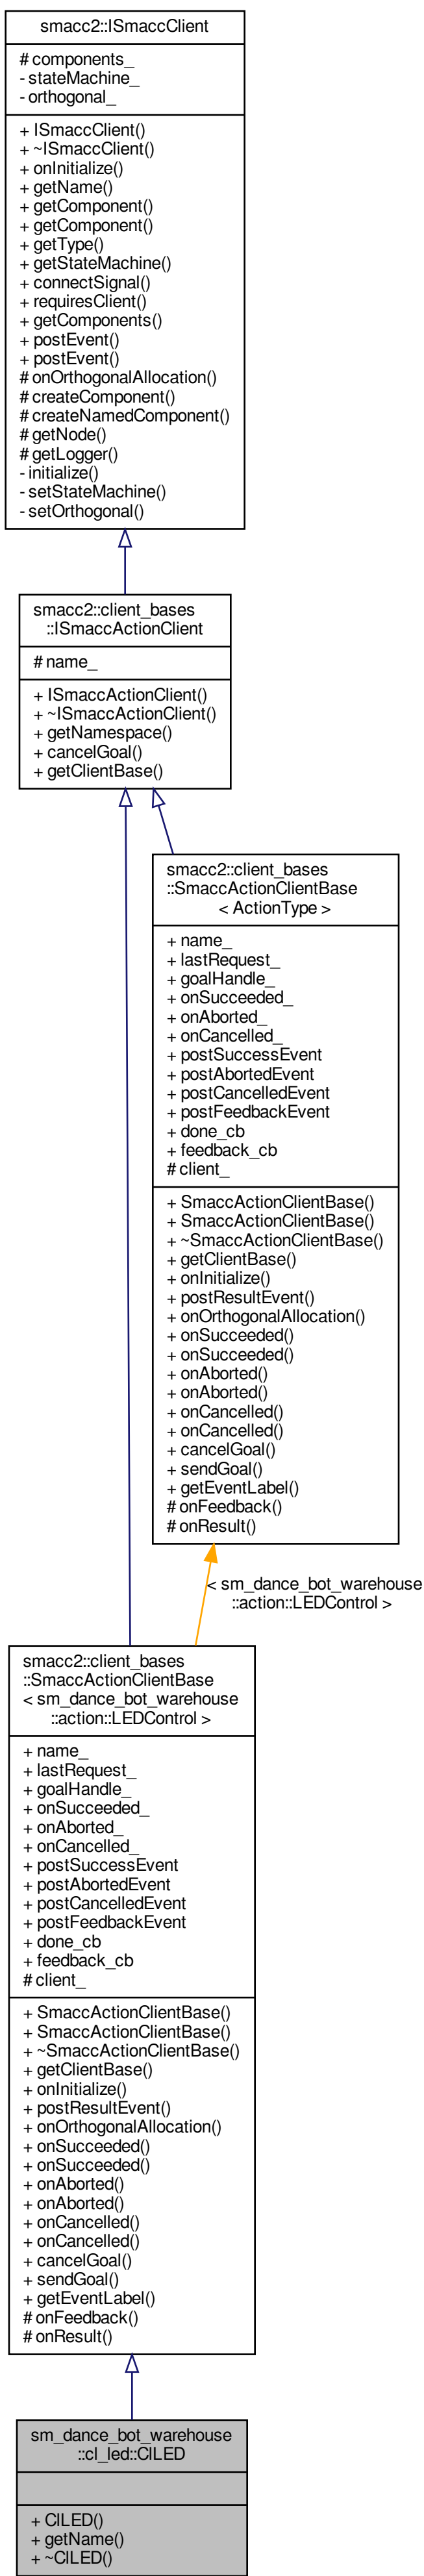 smacc2::ISmaccClient
# components_
- stateMachine_
- orthogonal_
+ ISmaccClient()
+ ~ISmaccClient()
+ onInitialize()
+ getName()
+ getComponent()
+ getComponent()
+ getType()
+ getStateMachine()
+ connectSignal()
+ requiresClient()
+ getComponents()
+ postEvent()
+ postEvent()
# onOrthogonalAllocation()
# createComponent()
# createNamedComponent()
# getNode()
# getLogger()
- initialize()
- setStateMachine()
- setOrthogonal()
smacc2::client_bases
::ISmaccActionClient
# name_
+ ISmaccActionClient()
+ ~ISmaccActionClient()
+ getNamespace()
+ cancelGoal()
+ getClientBase()
smacc2::client_bases
::SmaccActionClientBase
< ActionType >
+ name_
+ lastRequest_
+ goalHandle_
+ onSucceeded_
+ onAborted_
+ onCancelled_
+ postSuccessEvent
+ postAbortedEvent
+ postCancelledEvent
+ postFeedbackEvent
+ done_cb
+ feedback_cb
# client_
+ SmaccActionClientBase()
+ SmaccActionClientBase()
+ ~SmaccActionClientBase()
+ getClientBase()
+ onInitialize()
+ postResultEvent()
+ onOrthogonalAllocation()
+ onSucceeded()
+ onSucceeded()
+ onAborted()
+ onAborted()
+ onCancelled()
+ onCancelled()
+ cancelGoal()
+ sendGoal()
+ getEventLabel()
# onFeedback()
# onResult()
< sm_dance_bot_warehouse
::action::LEDControl >
smacc2::client_bases
::SmaccActionClientBase
< sm_dance_bot_warehouse
::action::LEDControl >
+ name_
+ lastRequest_
+ goalHandle_
+ onSucceeded_
+ onAborted_
+ onCancelled_
+ postSuccessEvent
+ postAbortedEvent
+ postCancelledEvent
+ postFeedbackEvent
+ done_cb
+ feedback_cb
# client_
+ SmaccActionClientBase()
+ SmaccActionClientBase()
+ ~SmaccActionClientBase()
+ getClientBase()
+ onInitialize()
+ postResultEvent()
+ onOrthogonalAllocation()
+ onSucceeded()
+ onSucceeded()
+ onAborted()
+ onAborted()
+ onCancelled()
+ onCancelled()
+ cancelGoal()
+ sendGoal()
+ getEventLabel()
# onFeedback()
# onResult()
sm_dance_bot_warehouse
::cl_led::ClLED
+ ClLED()
+ getName()
+ ~ClLED()